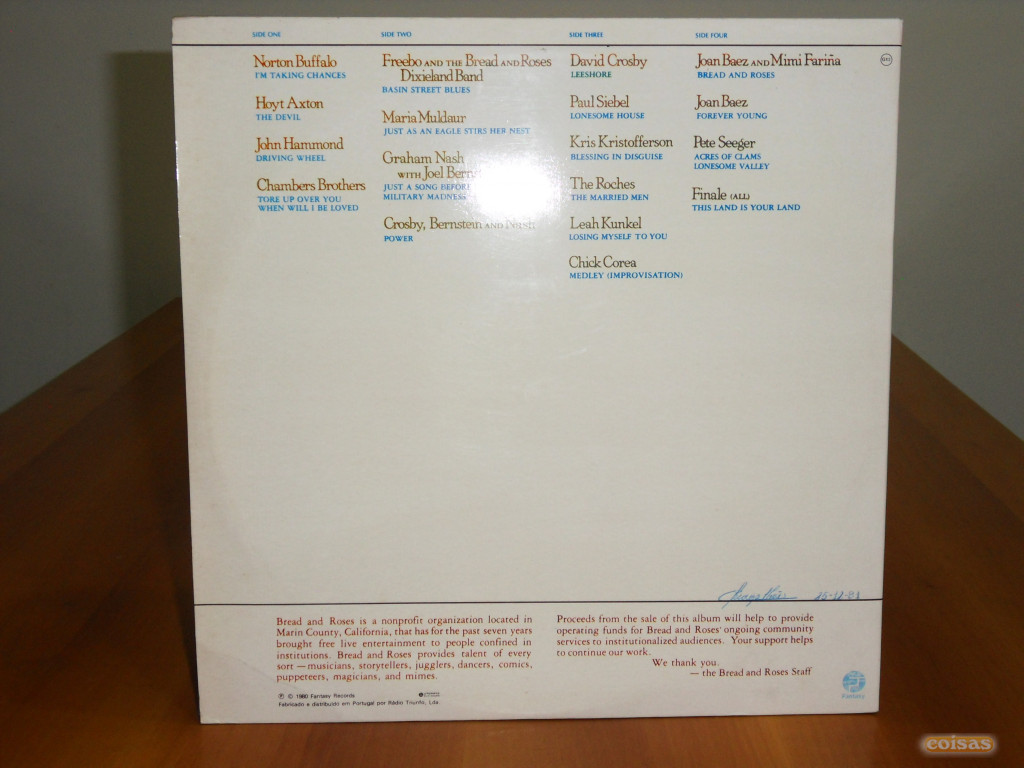 SIDE ONE
Norton Buffalo
I'M TAKING CHANCES
Hoyt Axton
THE DEVIL
John Hammond
DRIVING WHEEL
Chambers Brothers
TORE UP OVER YOU
WHEN WILL I BE LOVED
SIDE TWO
Freebo AND THE Bread AND Roses
Dixieland Band
BASIN STREET BLUES
Maria Muldaur
JUST AS AN EAGLE STIRS HER NEST
Graham Nash
WITH Joel
JUST A SONG BEFORE
MILITARY MADNESS
Crosby, Bernstein AND Nash
POWER
SIDE THREE
David Crosby
LEESHORE
Paul Siebel
LONESOME HOUSE
Kris Kristofferson
BLESSING IN DISGUISE
The Roches
THE MARRIED MEN
Leah Kunkel
LOSING MYSELF TO YOU
Chick Corea
MEDLEY (IMPROVISATION)
SIDE FOUR
Joan Baez AND Mimi Fariña
BREAD AND ROSES
Joan Baez
FOREVER YOUNG
Pete Seeger
ACRES OF CLAMS
LONESOME VALLEY
Finale (ALL)
THIS LAND IS YOUR LAND
Bread and Roses is a nonprofit organization located in
Marin County, California, that has for the past seven years
brought free live entertainment to people confined in
institutions. Bread and Roses provides talent of every
sort — musicians, storytellers, jugglers, dancers, comics,
puppeteers, magicians, and mimes.
℗ © 1980 Fantasy Records
Fabricado e distribuído em Portugal por Rádio Triunfo, Lda.
Proceeds from the sale of this album will help to provide
operating funds for Bread and Roses' ongoing community
services to institutionalized audiences. Your support helps
to continue our work.
We thank you.
— the Bread and Roses Staff
Fantasy
coisas